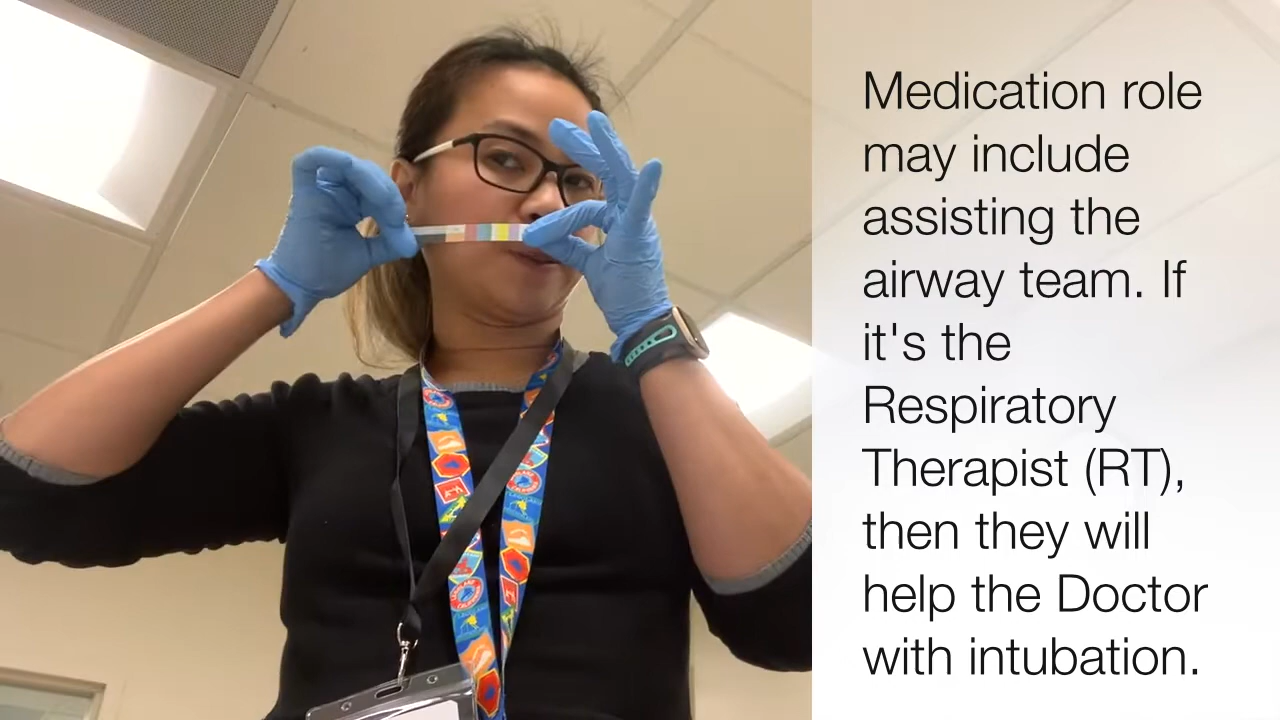 Medication role
may include
assisting the
airway team. If
it's the
Respiratory
Therapist (RT),
then they will
help the Doctor
with intubation.